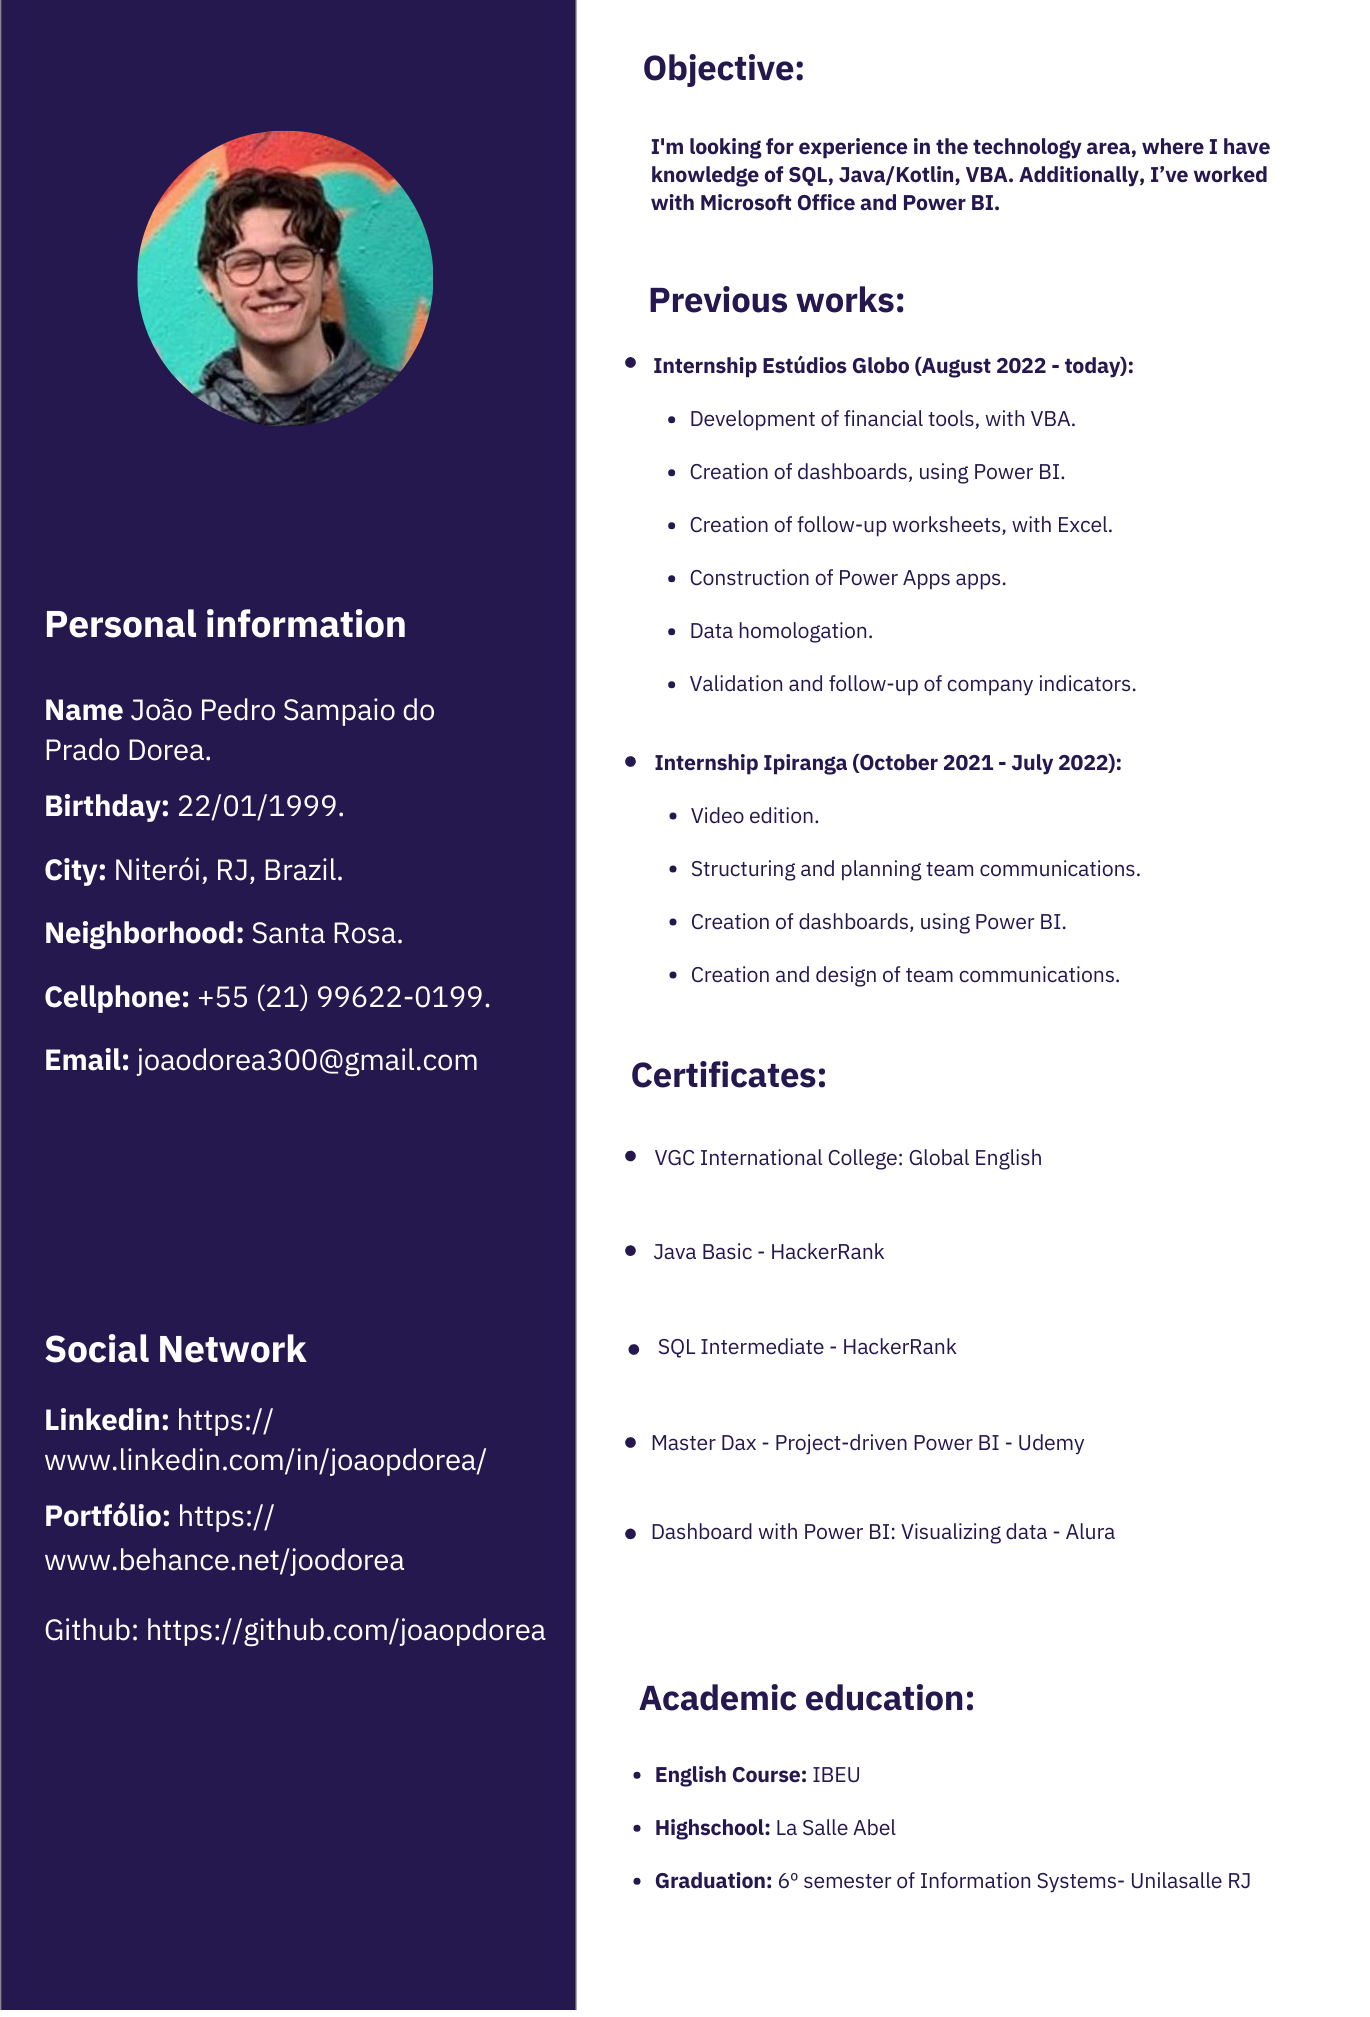 Personal information
Name João Pedro Sampaio do
Prado Dorea.
Birthday: 22/01/1999.
City: Niterói, RJ, Brazil.
Neighborhood: Santa Rosa.
Cellphone: +55 (21) 99622-0199.
Email: joaodorea300@gmail.com
Social Network
Linkedin: https://
www.linkedin.com/in/joaopdorea/
Portfólio: https://
www.behance.net/joodorea
Github: https://github.com/joaopdorea
Objective:
I'm looking for experience in the technology area, where I have
knowledge of SQL, Java/Kotlin, VBA. Additionally, I’ve worked
with Microsoft Office and Power BI.
Previous works:
• Internship Estúdios Globo (August 2022 - today):
• Development of financial tools, with VBA.
• Creation of dashboards, using Power BI.
• Creation of follow-up worksheets, with Excel.
• Construction of Power Apps apps.
• Data homologation.
• Validation and follow-up of company indicators.
• Internship Ipiranga (October 2021 - July 2022):
• Video edition.
• Structuring and planning team communications.
• Creation of dashboards, using Power BI.
• Creation and design of team communications.
Certificates:
• VGC International College: Global English
• Java Basic - HackerRank
• SQL Intermediate - HackerRank
• Master Dax - Project-driven Power BI - Udemy
• Dashboard with Power BI: Visualizing data - Alura
Academic education:
• English Course: IBEU
• Highschool: La Salle Abel
• Graduation: 6º semester of Information Systems- Unilasalle RJ